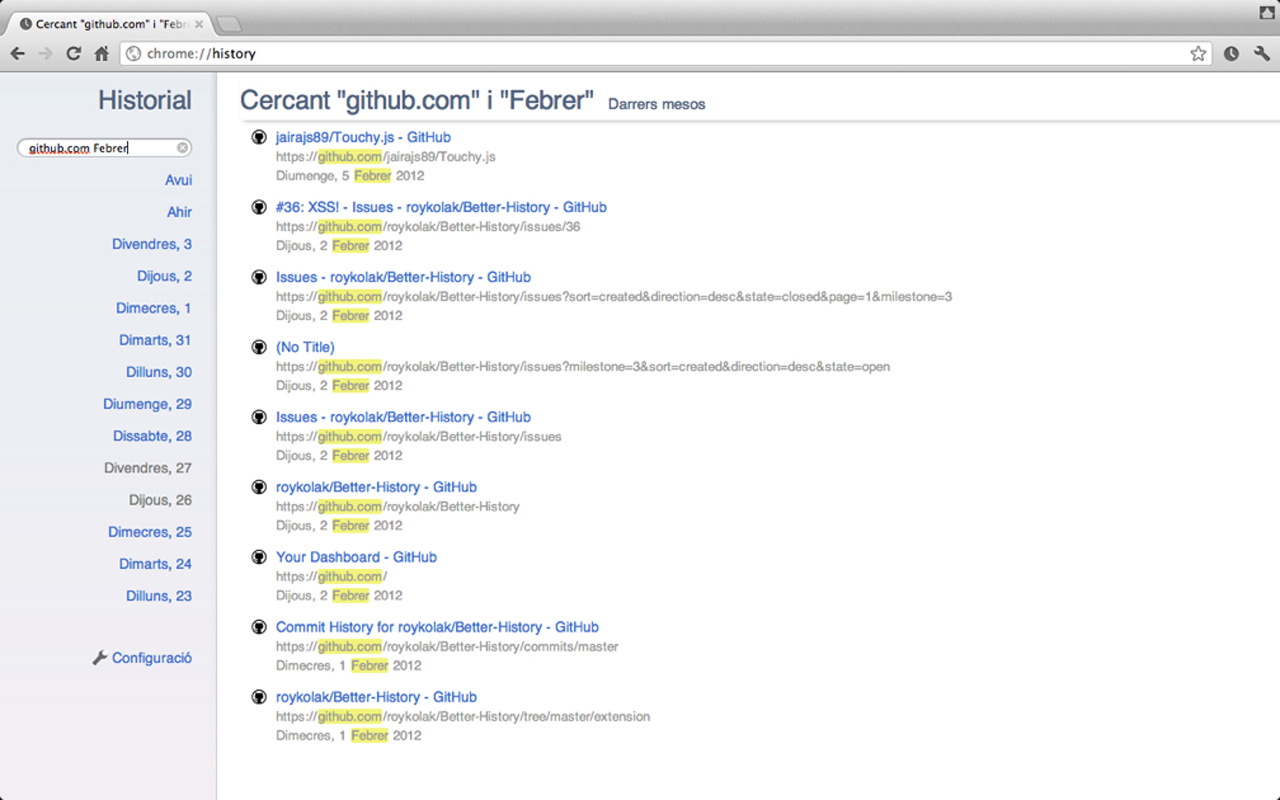 Cercant "github.com" i "Febr
chrome://history
Historial
github.com Febrer
Avui
Ahir
Divendres, 3
Dijous, 2
Dimecres, 1
Dimarts, 31
Dilluns, 30
Diumenge, 29
Dissabte, 28
Divendres, 27
Dijous, 26
Dimecres, 25
Dimarts, 24
Dilluns, 23
Configuració
Cercant "github.com" i "Febrer" Darrers mesos
jairajs89/Touchy.js - GitHub
https://github.com/jairajs89/Touchy.js
Diumenge, 5 Febrer 2012
#36: XSS! - Issues - roykolak/Better-History - GitHub
https://github.com/roykolak/Better-History/issues/36
Dijous, 2 Febrer 2012
Issues - roykolak/Better-History - GitHub
https://github.com/roykolak/Better-History/issues?sort=created&direction=desc&state=closed&page=1&milestone=3
Dijous, 2 Febrer 2012
(No Title)
https://github.com/roykolak/Better-History/issues?milestone=3&sort=created&direction=desc&state=open
Dijous, 2 Febrer 2012
Issues - roykolak/Better-History - GitHub
https://github.com/roykolak/Better-History/issues
Dijous, 2 Febrer 2012
roykolak/Better-History - GitHub
https://github.com/roykolak/Better-History
Dijous, 2 Febrer 2012
Your Dashboard - GitHub
https://github.com/
Dijous, 2 Febrer 2012
Commit History for roykolak/Better-History - GitHub
https://github.com/roykolak/Better-History/commits/master
Dimecres, 1 Febrer 2012
roykolak/Better-History - GitHub
https://github.com/roykolak/Better-History/tree/master/extension
Dimecres, 1 Febrer 2012